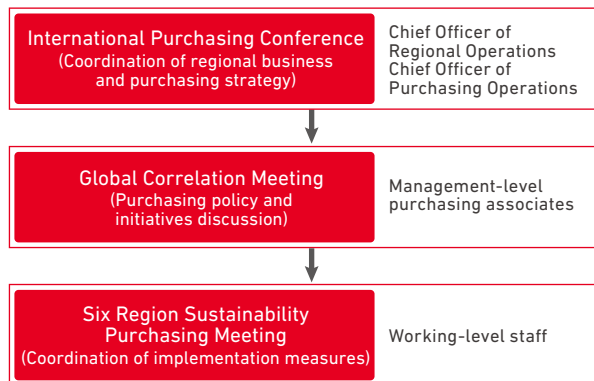 International Purchasing Conference
(Coordination of regional business
and purchasing strategy)
Chief Officer of
Regional Operations
Chief Officer of
Purchasing Operations
Global Correlation Meeting
(Purchasing policy and
initiatives discussion)
Management-level
purchasing associates
Six Region Sustainability
Purchasing Meeting
(Coordination of implementation measures)
Working-level staff